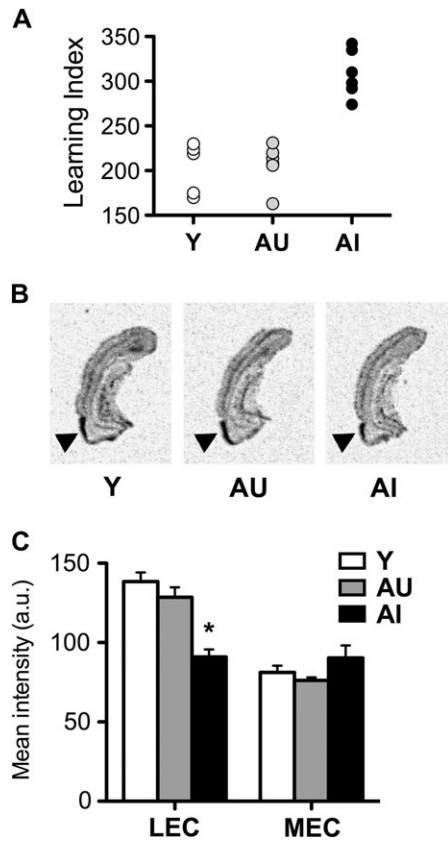 A
Learning Index
350
300
250
200
150
Y AU AI
B
Y AU AI
C
Mean intensity (a.u.)
150
100
50
0
*
Y
AU
AI
LEC MEC